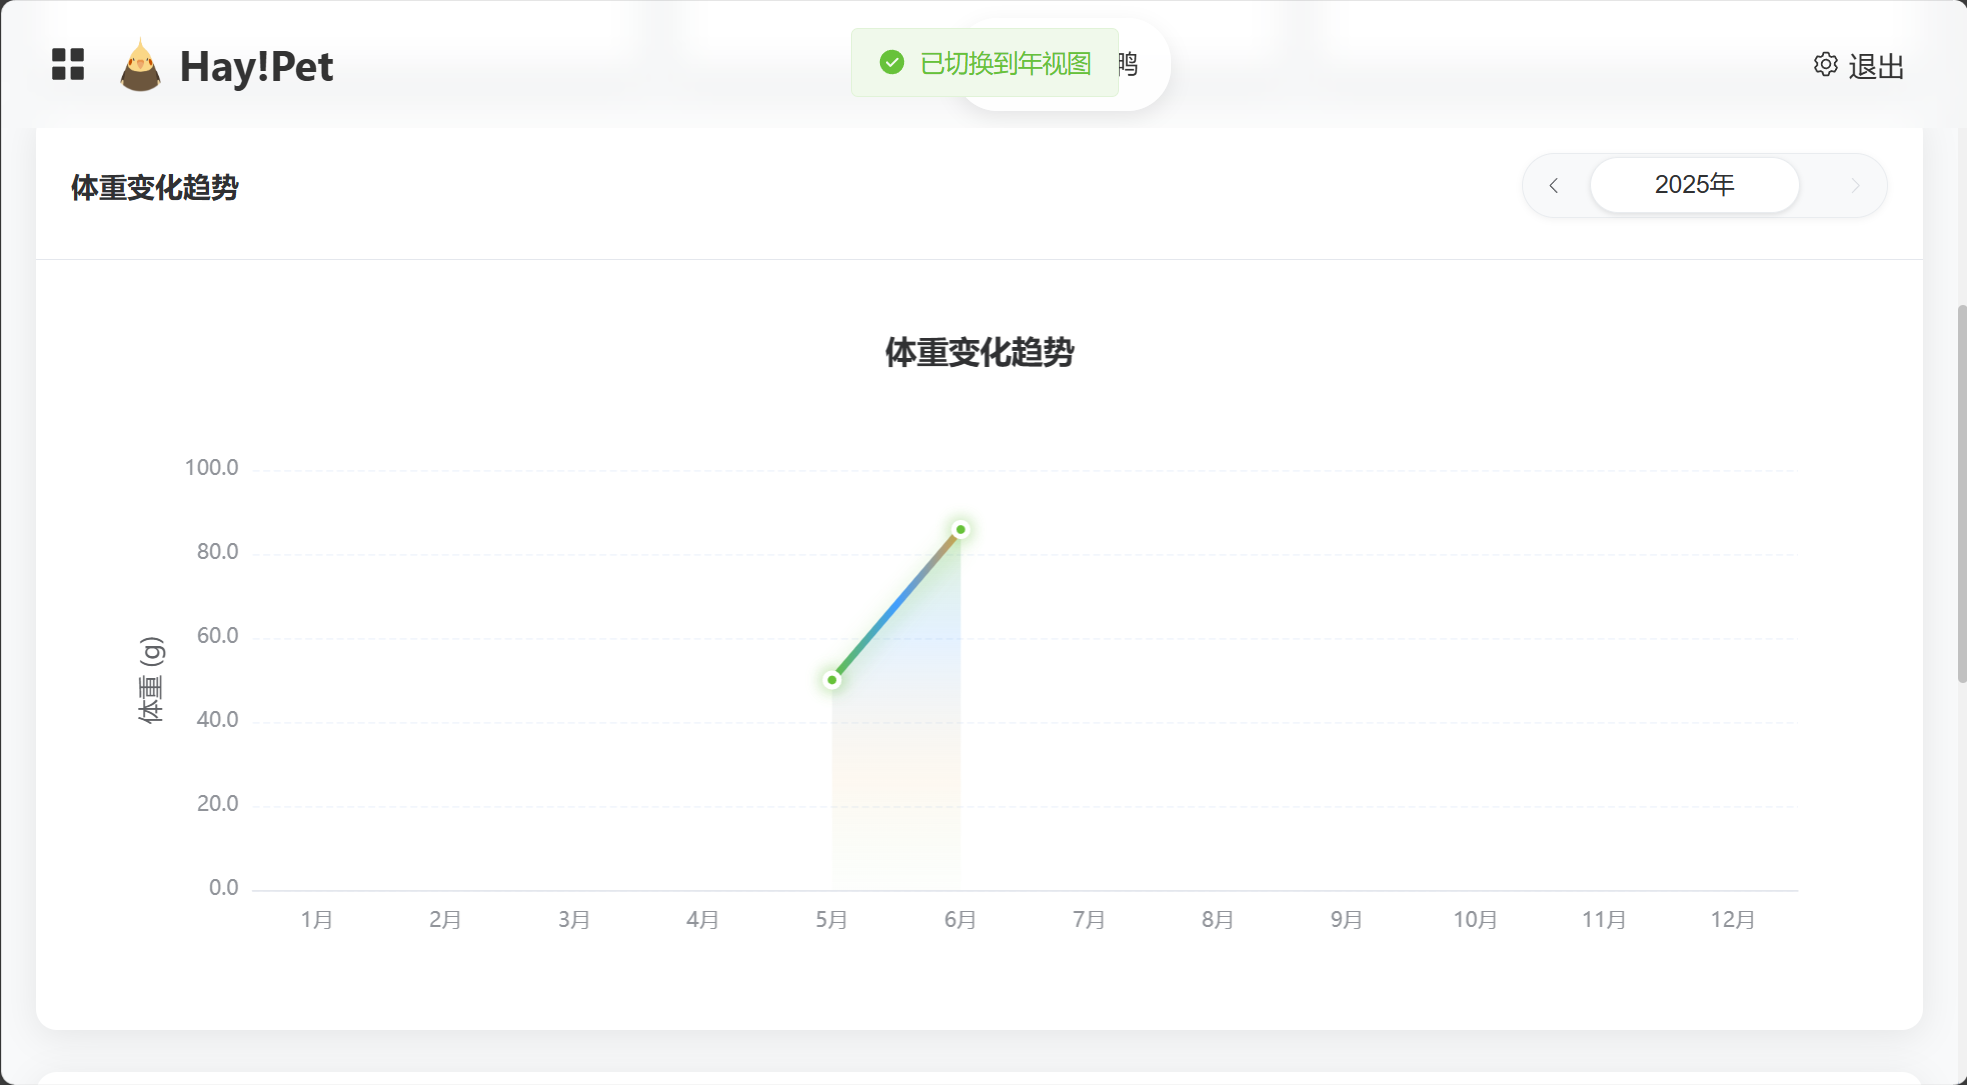 Hay!Pet
已切换到年视图
鸭
退出
体重变化趋势
2025年
体重变化趋势
体重 (g)
100.0
80.0
60.0
40.0
20.0
0.0
1月 2月 3月 4月 5月 6月 7月 8月 9月 10月 11月 12月